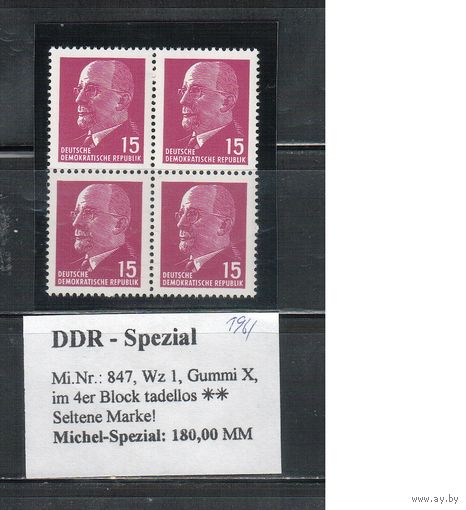 15 15
DEUTSCHE DEUTSCHE
DEMOKRATISCHE REPUBLIK DEMOKRATISCHE REPUBLIK
15 15
DEUTSCHE DEUTSCHE
DEMOKRATISCHE REPUBLIK DEMOKRATISCHE REPUBLIK
1961
DDR - Spezial
Mi.Nr.: 847, Wz 1, Gummi X,
im 4er Block tadellos **
Seltene Marke!
Michel-Spezial: 180,00 MM
www.ay.by